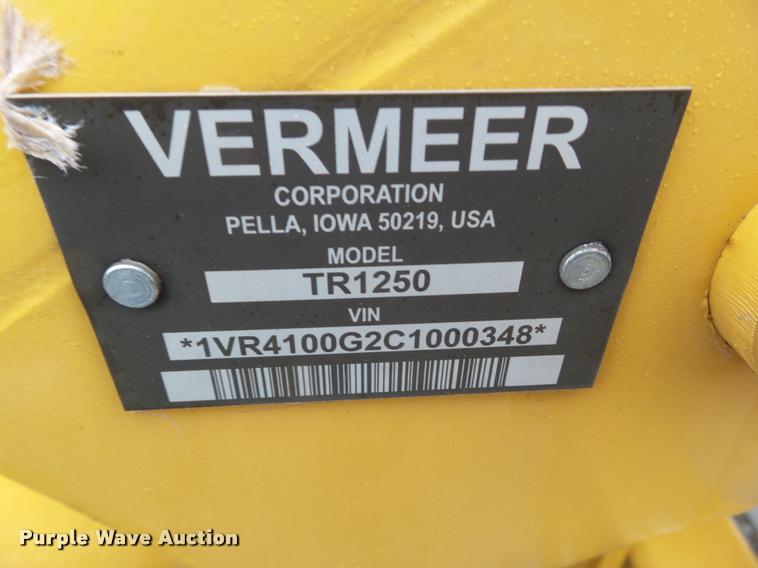 VERMEER
CORPORATION
PELLA, IOWA 50219, USA
MODEL
TR1250
VIN
*1VR4100G2C1000348*
Purple Wave Auction